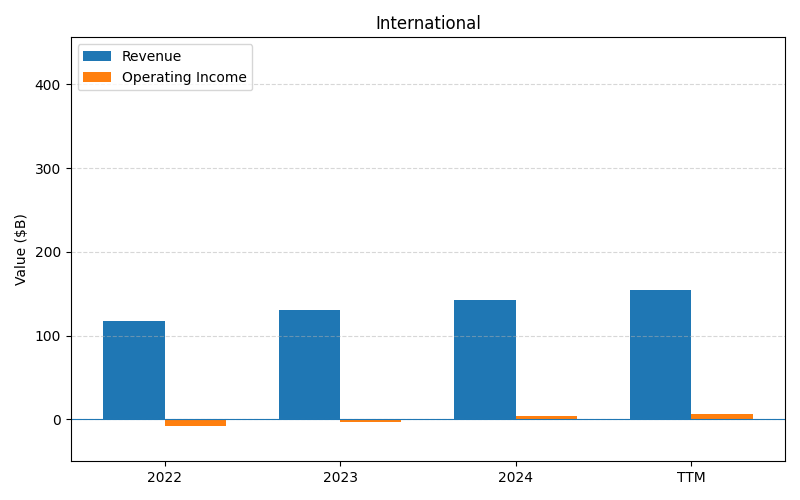 International
Revenue
Operating Income
Value ($B)
400
300
200
100
0
2022
2023
2024
TTM